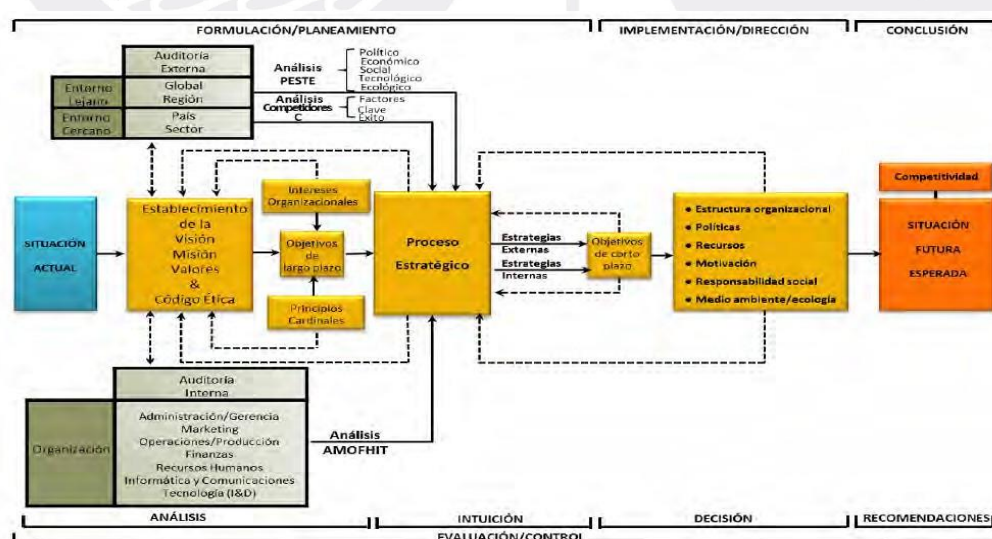 FORMULACIÓN/PLANEAMIENTO
IMPLEMENTACIÓN/DIRECCIÓN
CONCLUSIÓN
Auditoría
Externa
Entorno
Lejano
Global
Región
Entorno
Cercano
País
Sector
Análisis
PESTE
Político
Económico
Social
Tecnológico
Ecológico
Análisis
Competidores
C
Factores
Clave
Exito
SITUACIÓN
ACTUAL
Establecimiento
de la
Visión
Misión
Valores
&
Código Ética
Intereses
Organizacionales
Objetivos
de
largo plazo
Principios
Cardinales
Proceso
Estratégico
Estrategias
Externas
Estrategias
Internas
Objetivos
de corto
plazo
• Estructura organizacional
• Políticas
• Recursos
• Motivación
• Responsabilidad social
• Medio ambiente/ecología
Competitividad
SITUACIÓN
FUTURA
ESPERADA
Auditoría
Interna
Organización
Administración/Gerencia
Marketing
Operaciones/Producción
Finanzas
Recursos Humanos
Informática y Comunicaciones
Tecnología (I&D)
Análisis
AMOFHIT
ANÁLISIS
INTUICIÓN
DECISIÓN
RECOMENDACIONES
EVALUACIÓN/CONTROL